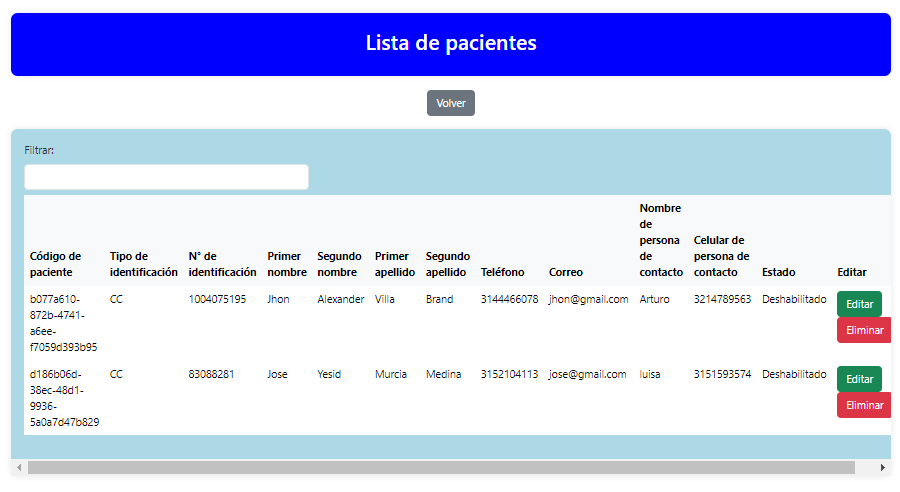 Lista de pacientes
Volver
Filtrar:
Código de paciente Tipo de identificación N° de identificación Primer nombre Segundo nombre Primer apellido Segundo apellido Teléfono Correo Nombre de persona de contacto Celular de persona de contacto Estado Editar
b077a610-872b-4741-a6ee-f7059d393b95 CC 1004075195 Jhon Alexander Villa Brand 3144466078 jhon@gmail.com Arturo 3214789563 Deshabilitado Editar Eliminar
d186b06d-38ec-48d1-9936-5a0a7d47b829 CC 83088281 Jose Yesid Murcia Medina 3152104113 jose@gmail.com luisa 3151593574 Deshabilitado Editar Eliminar